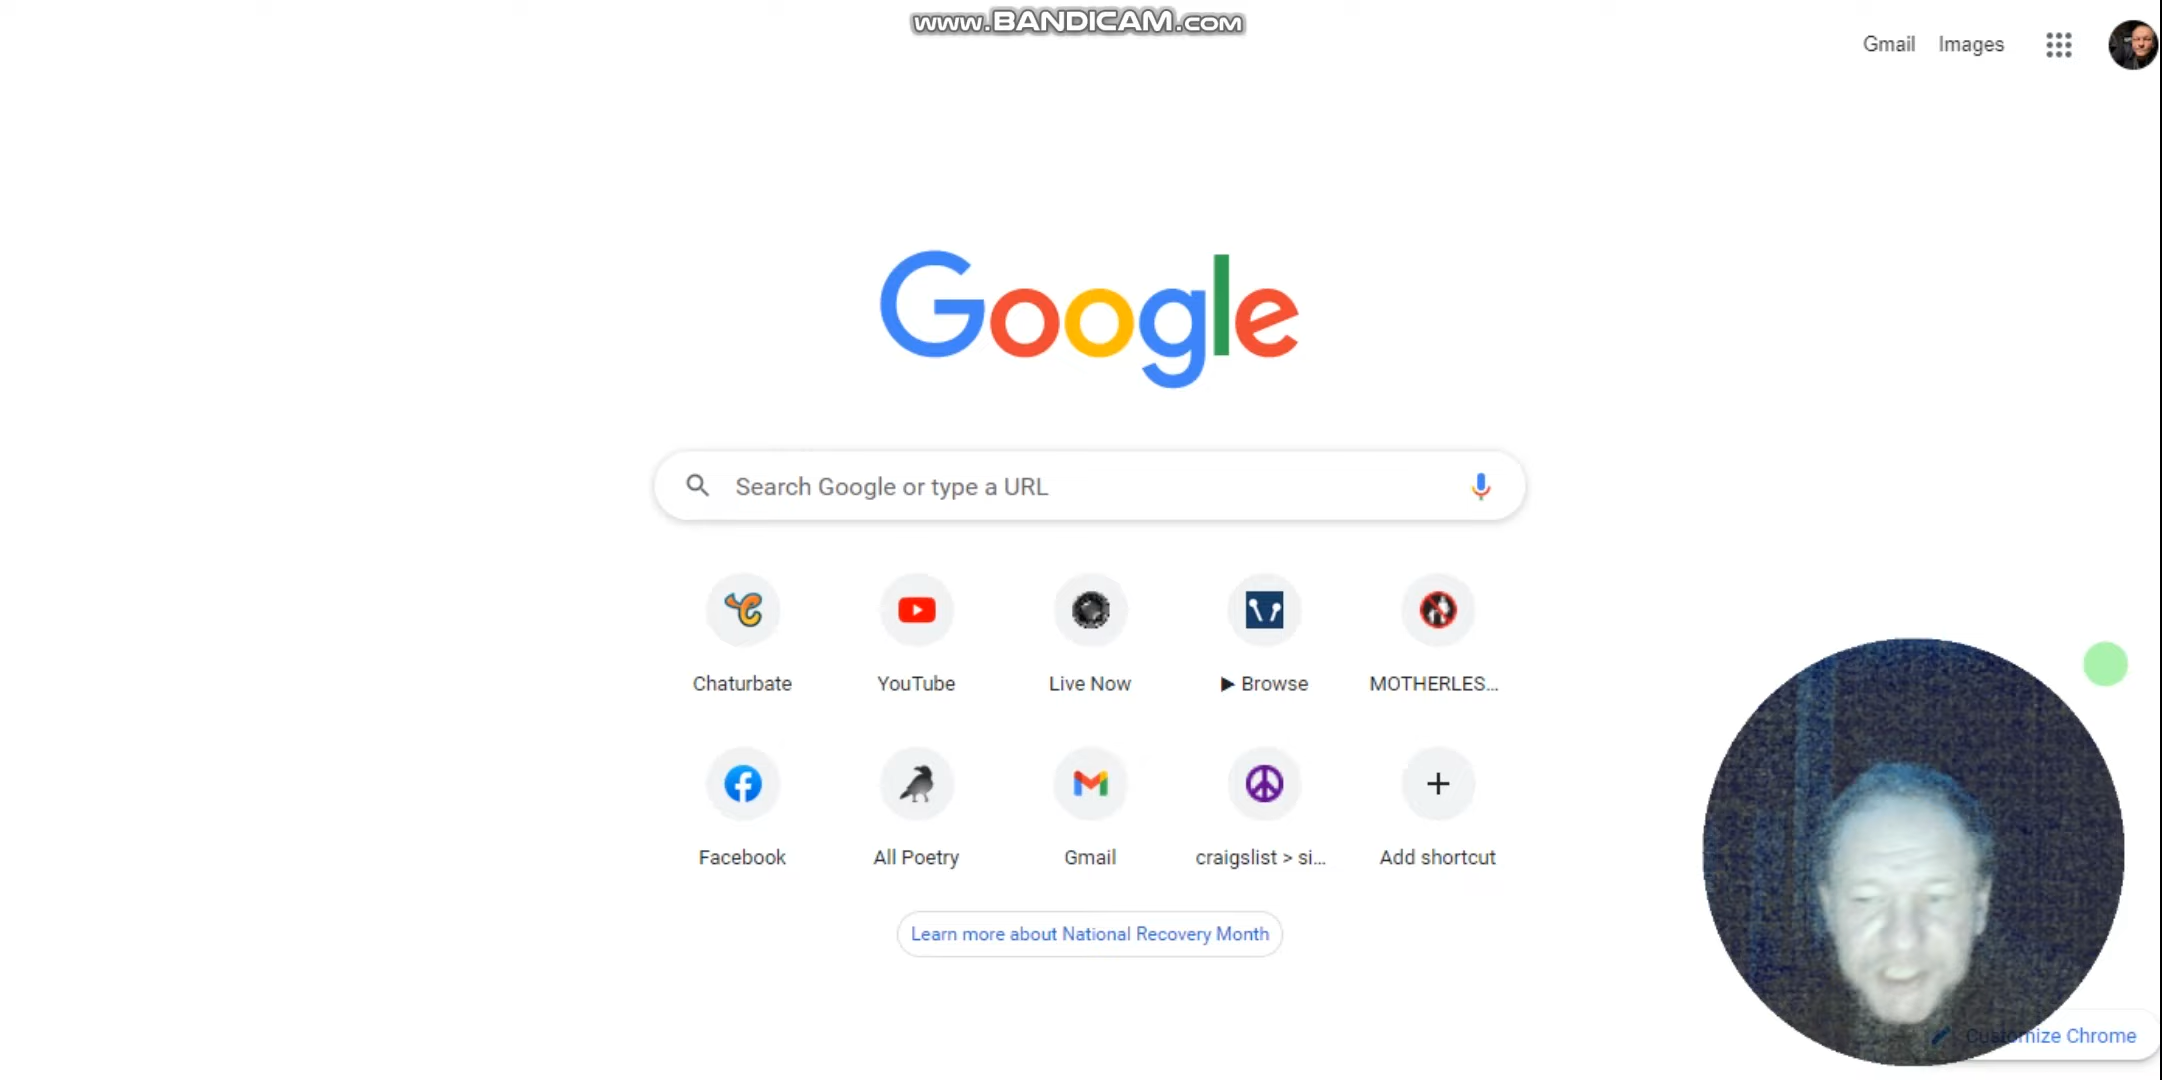 www.BANDICAM.com
Gmail Images
Google
Search Google or type a URL
Chaturbate YouTube Live Now ▶ Browse MOTHERLES...
Facebook All Poetry Gmail craigslist > si... Add shortcut
Learn more about National Recovery Month
Customize Chrome